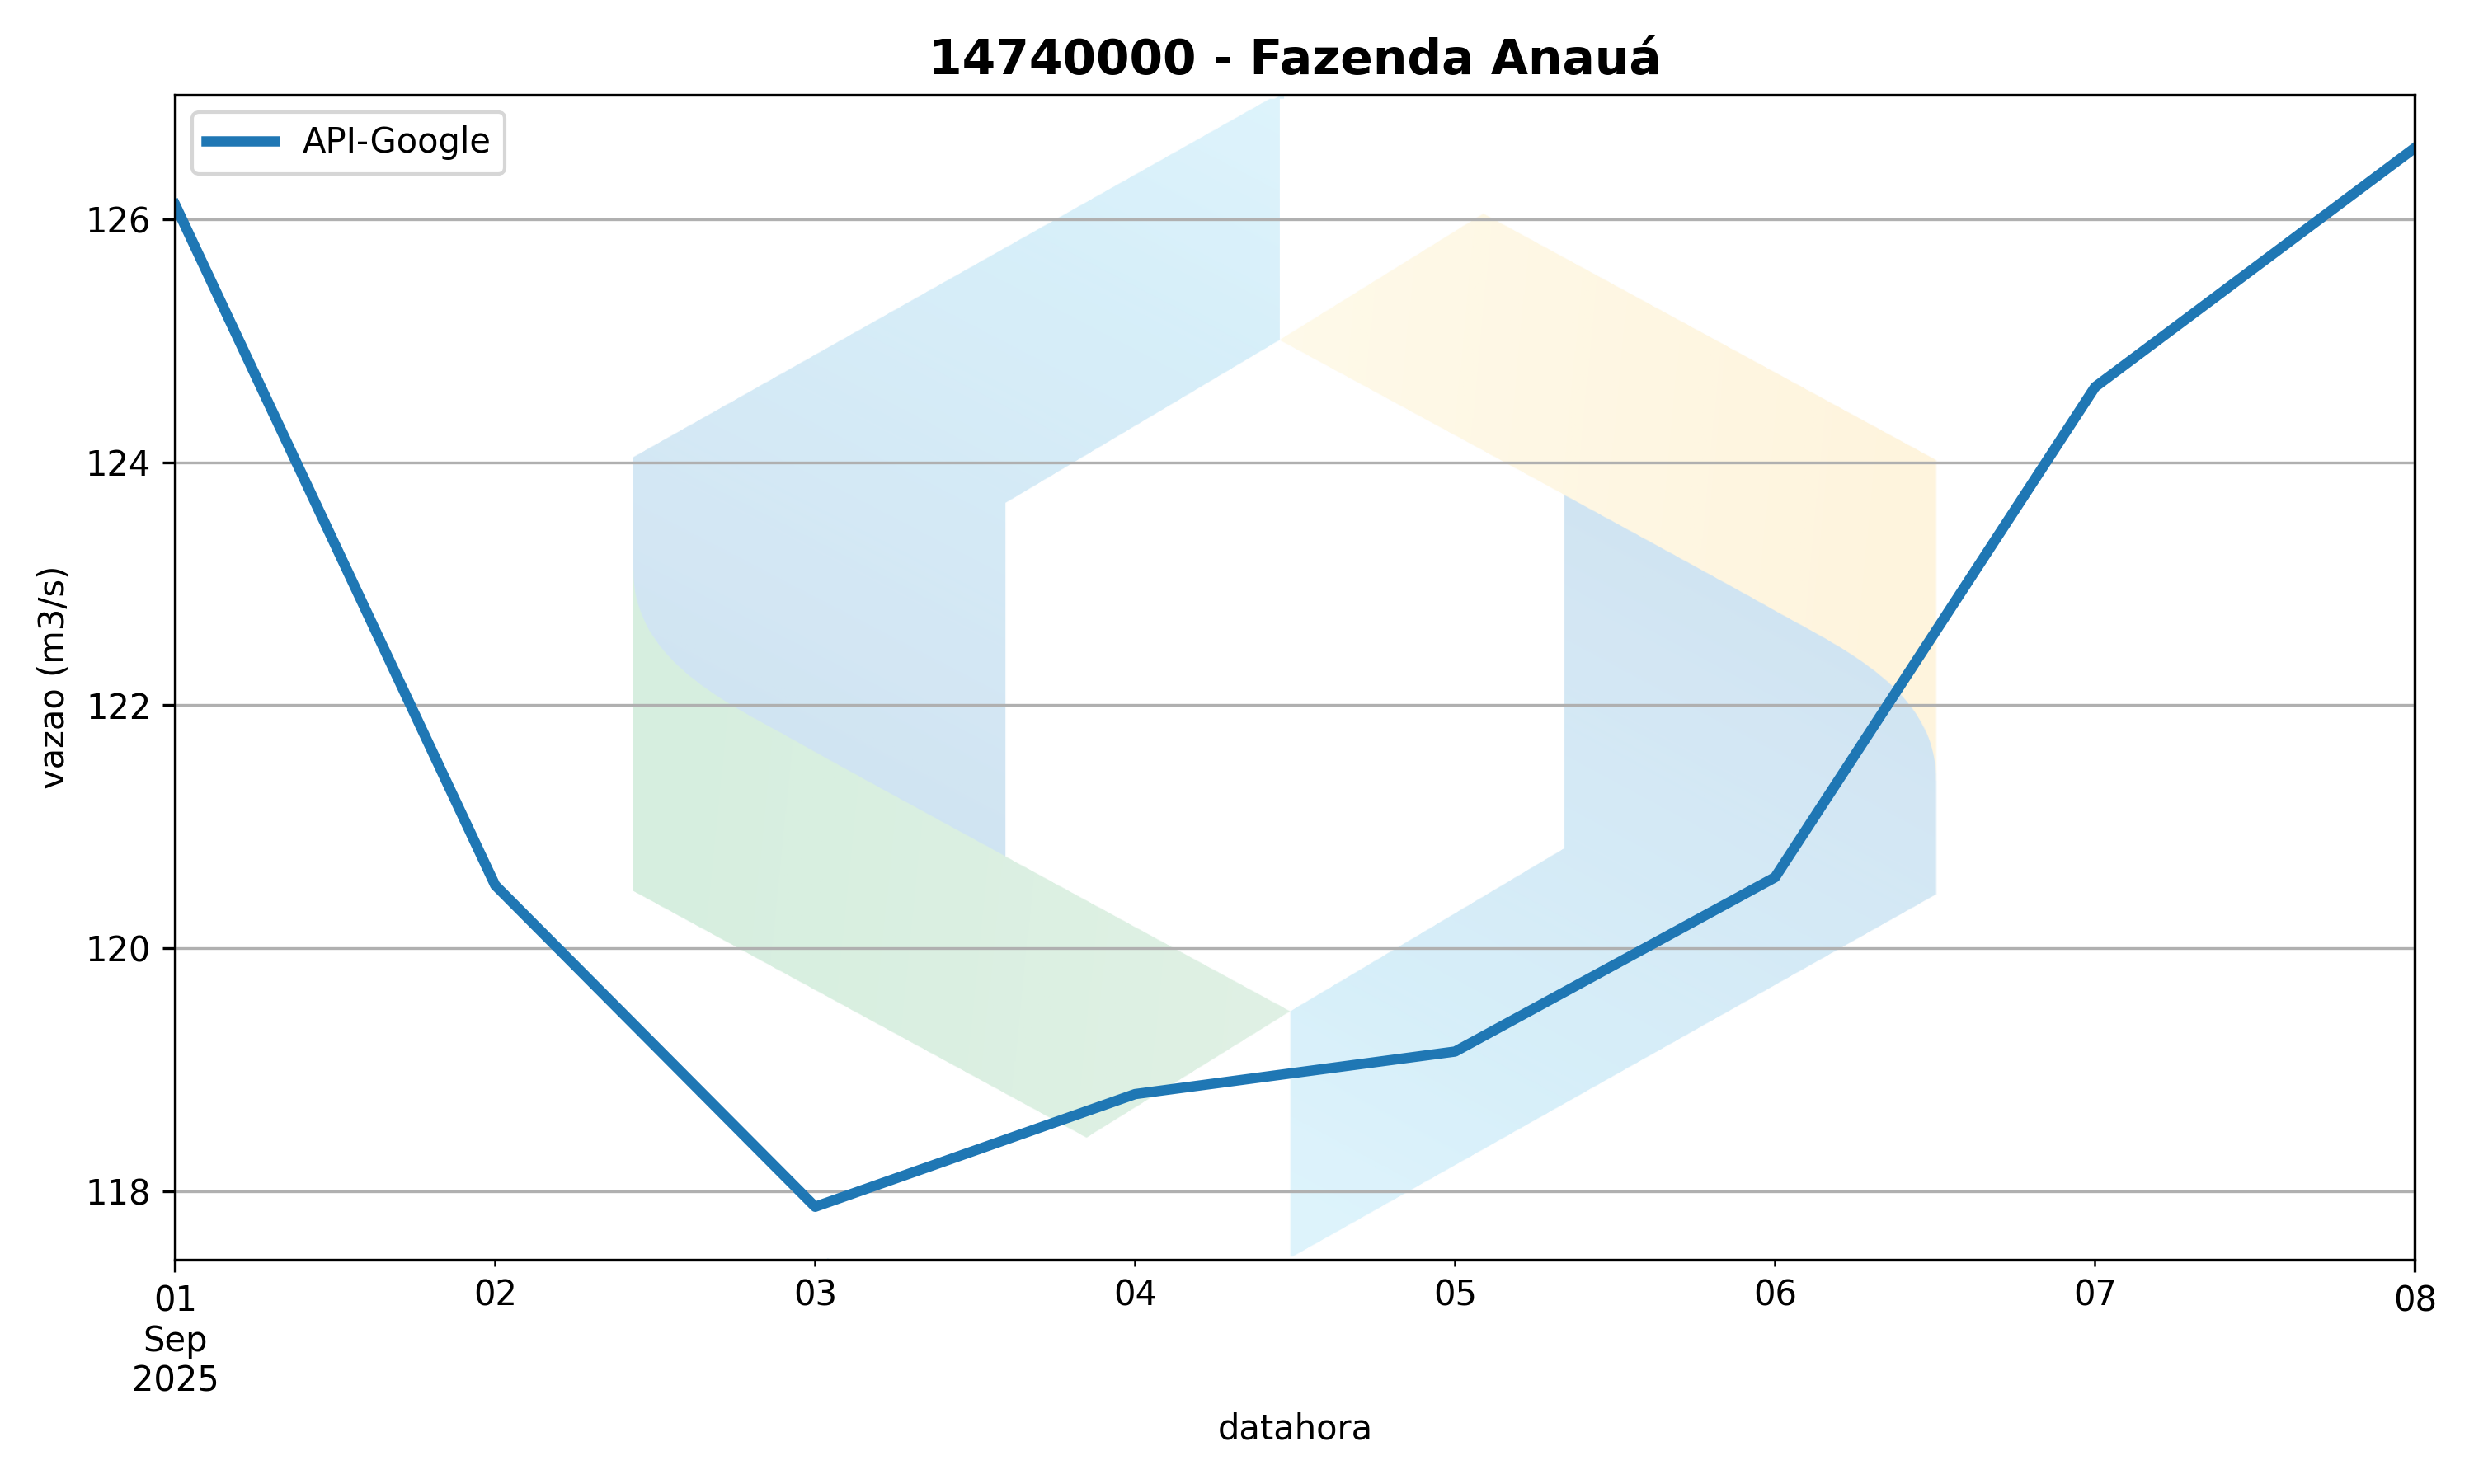 14740000 - Fazenda Anauá
API-Google
126
124
122
120
118
vazao (m3/s)
01 02 03 04 05 06 07 08
Sep
2025
datahora